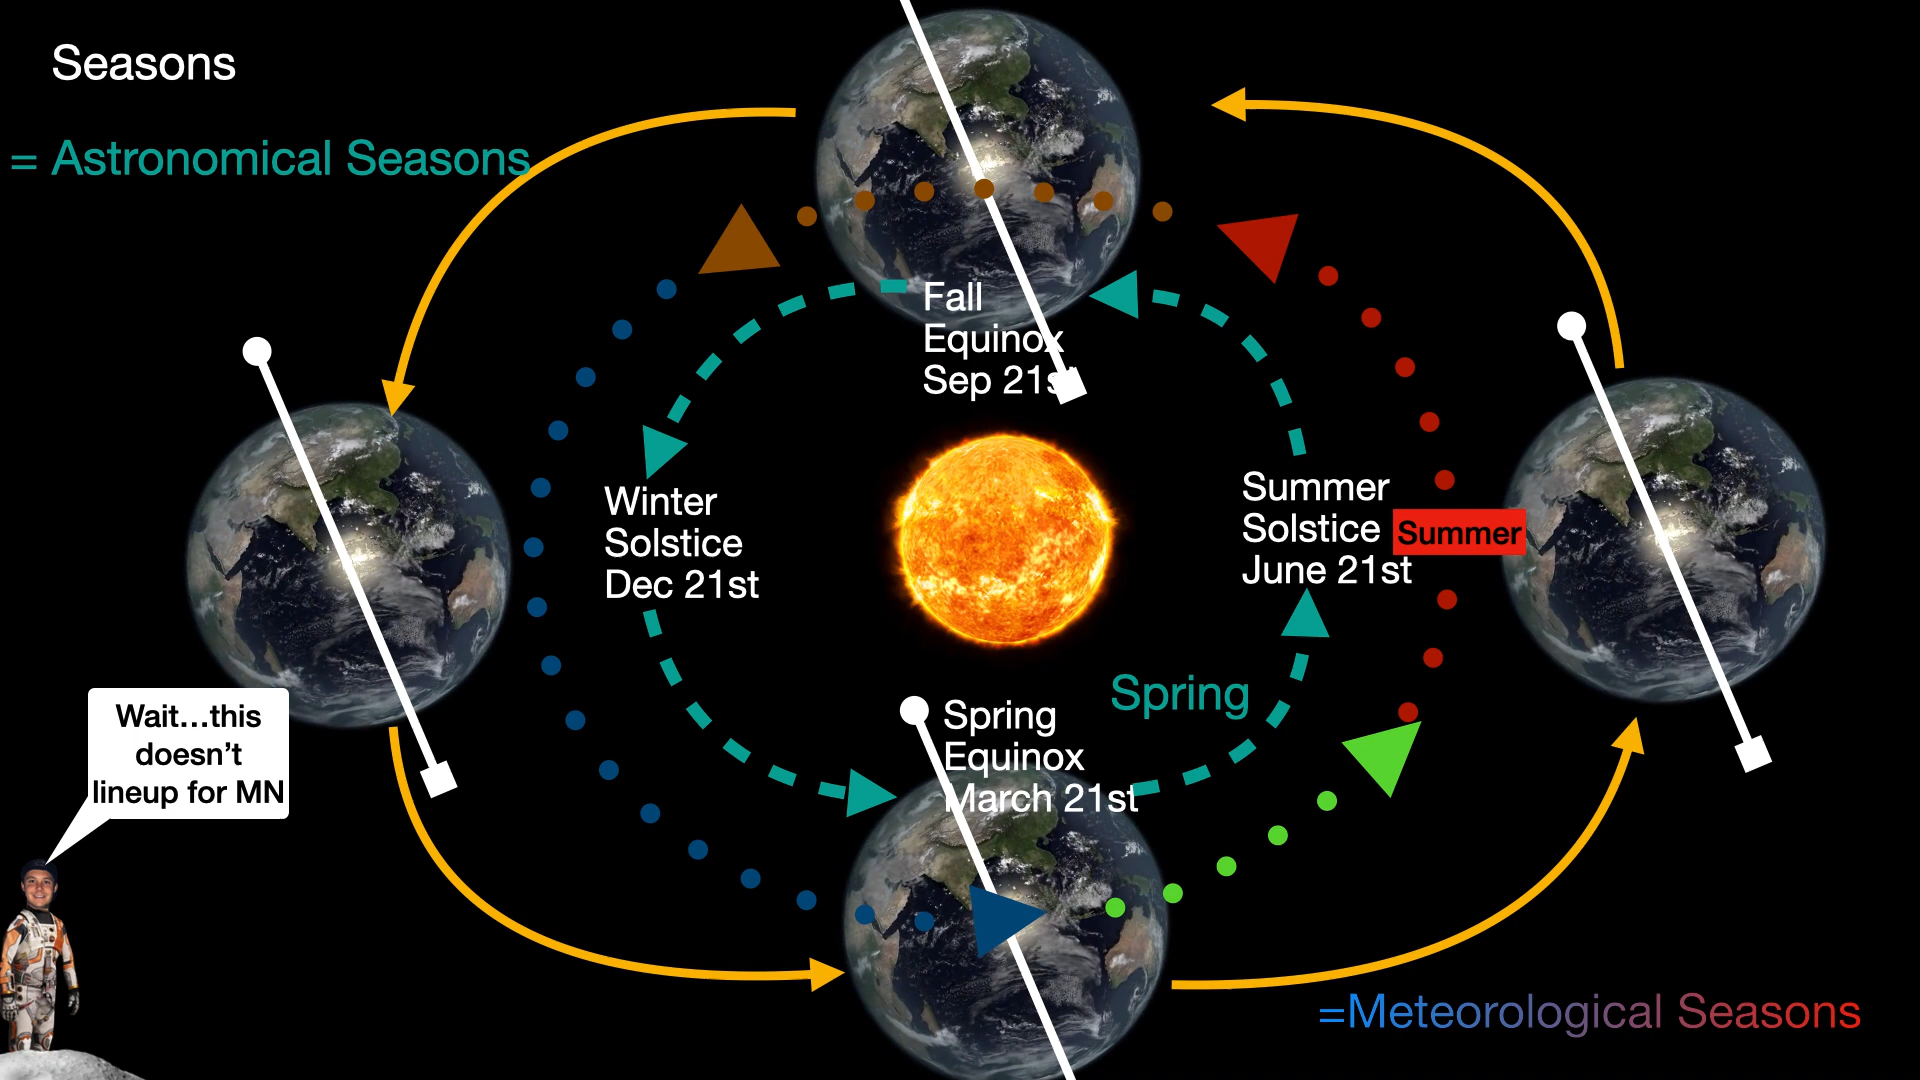 Seasons
= Astronomical Seasons
Fall
Equinox
Sep 21st
Winter
Solstice
Dec 21st
Summer
Solstice
June 21st
Summer
Spring
Spring
Equinox
March 21st
Wait...this
doesn't
lineup for MN
=Meteorological Seasons